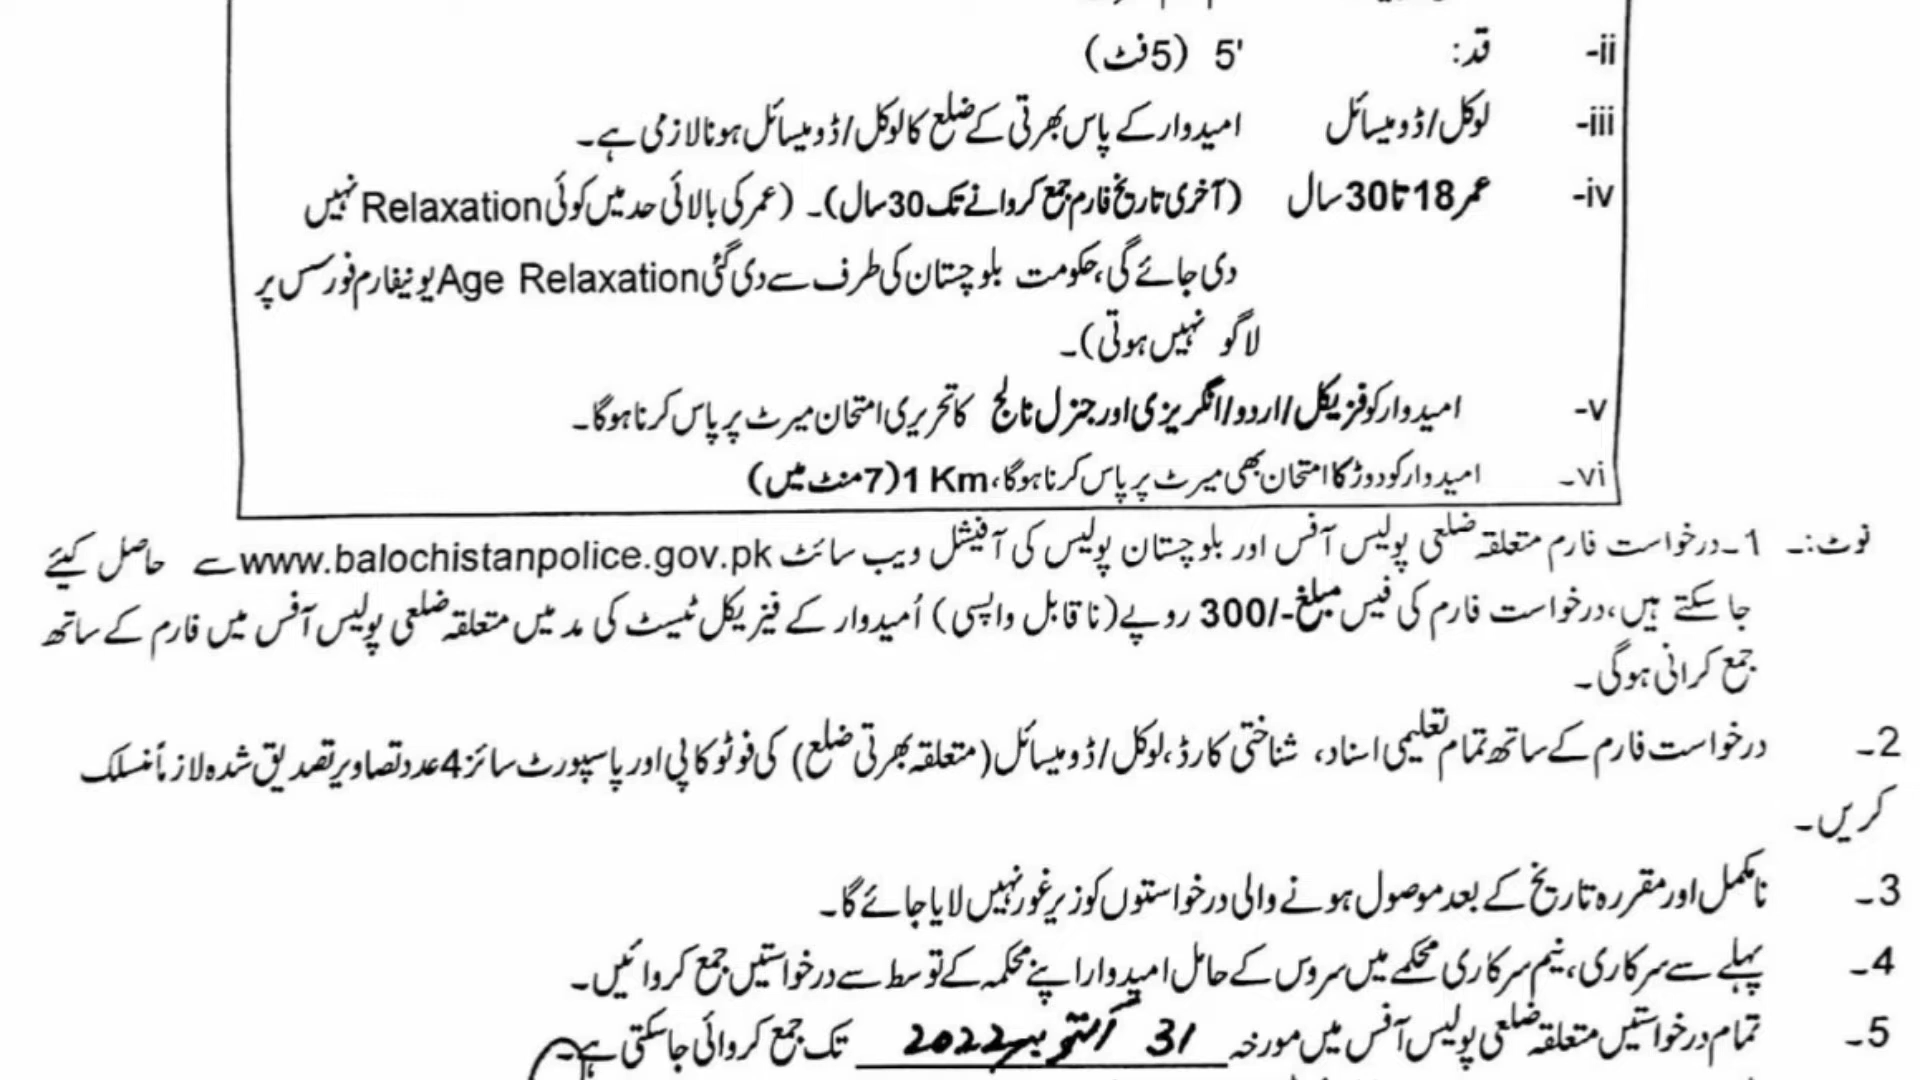 ii- قد: 5' (5فٹ)
iii- لوکل/ڈومیسائل امیدوار کے پاس بھرتی کے ضلع کا لوکل/ڈومیسائل ہونا لازمی ہے۔
iv- عمر 18 تا 30 سال (آخری تاریخ فارم جمع کروانے تک 30 سال)۔ (عمر کی بالائی حد میں کوئی Relaxation نہیں
دی جائے گی، حکومت بلوچستان کی طرف سے دی گئی Age Relaxation یونیفارم فورسس پر
لاگو نہیں ہوتی)۔
v- امیدوار کو فزیکل/اردو/انگریزی اور جنرل نالج کا تحریری امتحان میرٹ پر پاس کرنا ہوگا۔
vi۔ امیدوار کو دوڑ کا امتحان بھی میرٹ پر پاس کرنا ہوگا، 1 Km (7 منٹ میں)
نوٹ:۔ 1۔ درخواست فارم متعلقہ ضلعی پولیس آفس اور بلوچستان پولیس کی آفیشل ویب سائٹ www.balochistanpolice.gov.pk سے حاصل کیئے
جاسکتے ہیں، درخواست فارم کی فیس مبلغ -/300 روپے (ناقابل واپسی) اُمیدوار کے فیزیکل ٹیسٹ کی مد میں متعلقہ ضلعی پولیس آفس میں فارم کے ساتھ
جمع کرانی ہوگی۔
2۔ درخواست فارم کے ساتھ تمام تعلیمی اسناد، شناختی کارڈ، لوکل/ڈومیسائل (متعلقہ بھرتی ضلع) کی فوٹو کاپی اور پاسپورٹ سائز 4 عدد تصاویر تصدیق شدہ لازماً منسلک
کریں۔
3۔ نامکمل اور مقررہ تاریخ کے بعد موصول ہونے والی درخواستوں کو زیرِ غور نہیں لایا جائے گا۔
4۔ پہلے سے سرکاری، نیم سرکاری محکمے میں سروس کے حامل امیدوار اپنے محکمہ کے توسط سے درخواستیں جمع کروائیں۔
5۔ تمام درخواستیں متعلقہ ضلعی پولیس آفس میں مورخہ 31 اکتوبر 2022 تک جمع کروائی جاسکتی ہے۔